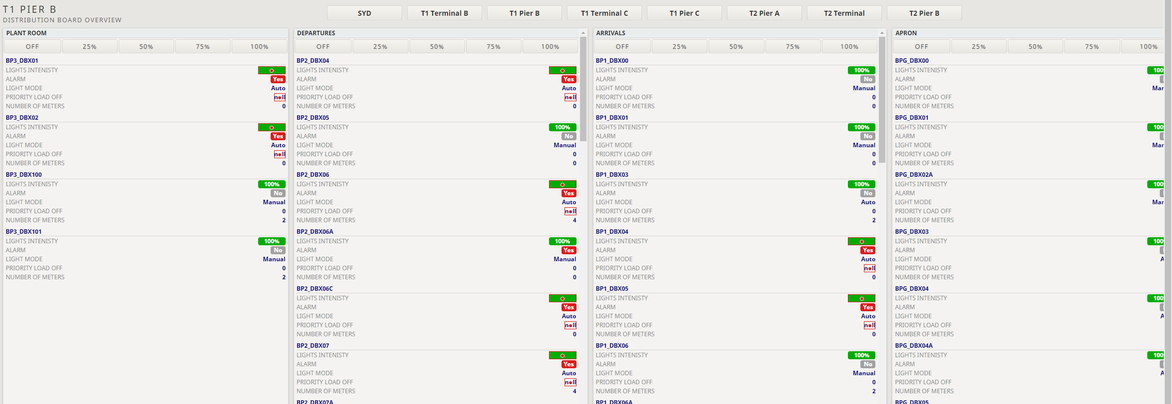 T1 PIER B
DISTRIBUTION BOARD OVERVIEW
SYD
T1 Terminal B
T1 Pier B
T1 Terminal C
T1 Pier C
T2 Pier A
T2 Terminal
T2 Pier B
PLANT ROOM
OFF 25% 50% 75% 100%
BP3_DBX01
LIGHTS INTENISTY
ALARM Yes
LIGHT MODE Auto
PRIORITY LOAD OFF null
NUMBER OF METERS 0
BP3_DBX02
LIGHTS INTENISTY
ALARM Yes
LIGHT MODE Auto
PRIORITY LOAD OFF null
NUMBER OF METERS 0
BP3_DBX100
LIGHTS INTENSITY 100%
ALARM No
LIGHT MODE Manual
PRIORITY LOAD OFF 0
NUMBER OF METERS 2
BP3_DBX101
LIGHTS INTENSITY 100%
ALARM No
LIGHT MODE Manual
PRIORITY LOAD OFF 0
NUMBER OF METERS 2
DEPARTURES
OFF 25% 50% 75% 100%
BP2_DBX04
LIGHTS INTENSITY
ALARM Yes
LIGHT MODE Auto
PRIORITY LOAD OFF null
NUMBER OF METERS 0
BP2_DBX05
LIGHTS INTENSITY 100%
ALARM No
LIGHT MODE Manual
PRIORITY LOAD OFF 0
NUMBER OF METERS 0
BP2_DBX06
LIGHTS INTENSITY
ALARM Yes
LIGHT MODE Auto
PRIORITY LOAD OFF null
NUMBER OF METERS 4
BP2_DBX06A
LIGHTS INTENSITY 100%
ALARM Yes
LIGHT MODE Manual
PRIORITY LOAD OFF 0
NUMBER OF METERS 0
BP2_DBX06C
LIGHTS INTENSITY
ALARM Yes
LIGHT MODE Auto
PRIORITY LOAD OFF null
NUMBER OF METERS 0
BP2_DBX07
LIGHTS INTENSITY
ALARM Yes
LIGHT MODE Auto
PRIORITY LOAD OFF null
NUMBER OF METERS 4
BP2_DBX07A
ARRIVALS
OFF 25% 50% 75% 100%
BP1_DBX00
LIGHTS INTENSITY 100%
ALARM No
LIGHT MODE Manual
PRIORITY LOAD OFF 0
NUMBER OF METERS 0
BP1_DBX01
LIGHTS INTENSITY 100%
ALARM No
LIGHT MODE Manual
PRIORITY LOAD OFF 0
NUMBER OF METERS 0
BP1_DBX03
LIGHTS INTENSITY 100%
ALARM No
LIGHT MODE Auto
PRIORITY LOAD OFF 0
NUMBER OF METERS 2
BP1_DBX04
LIGHTS INTENSITY
ALARM Yes
LIGHT MODE Auto
PRIORITY LOAD OFF null
NUMBER OF METERS 0
BP1_DBX05
LIGHTS INTENSITY
ALARM Yes
LIGHT MODE Auto
PRIORITY LOAD OFF null
NUMBER OF METERS 0
BP1_DBX06
LIGHTS INTENSITY 100%
ALARM No
LIGHT MODE Manual
PRIORITY LOAD OFF 0
NUMBER OF METERS 2
BP1_DBX06A
APRON
OFF 25% 50% 75% 100%
BPG_DBX00
LIGHTS INTENSITY 100
ALARM
LIGHT MODE Mar
PRIORITY LOAD OFF
NUMBER OF METERS
BPG_DBX01
LIGHTS INTENSITY 100
ALARM
LIGHT MODE Mar
PRIORITY LOAD OFF
NUMBER OF METERS
BPG_DBX02A
LIGHTS INTENSITY 100
ALARM
LIGHT MODE Mar
PRIORITY LOAD OFF
NUMBER OF METERS
BPG_DBX03
LIGHTS INTENSITY 100
ALARM
LIGHT MODE A
PRIORITY LOAD OFF
NUMBER OF METERS
BPG_DBX04
LIGHTS INTENSITY 100
ALARM
LIGHT MODE A
PRIORITY LOAD OFF
NUMBER OF METERS
BPG_DBX04A
LIGHTS INTENSITY 100
ALARM
LIGHT MODE A
PRIORITY LOAD OFF
NUMBER OF METERS
BPG_DBX05